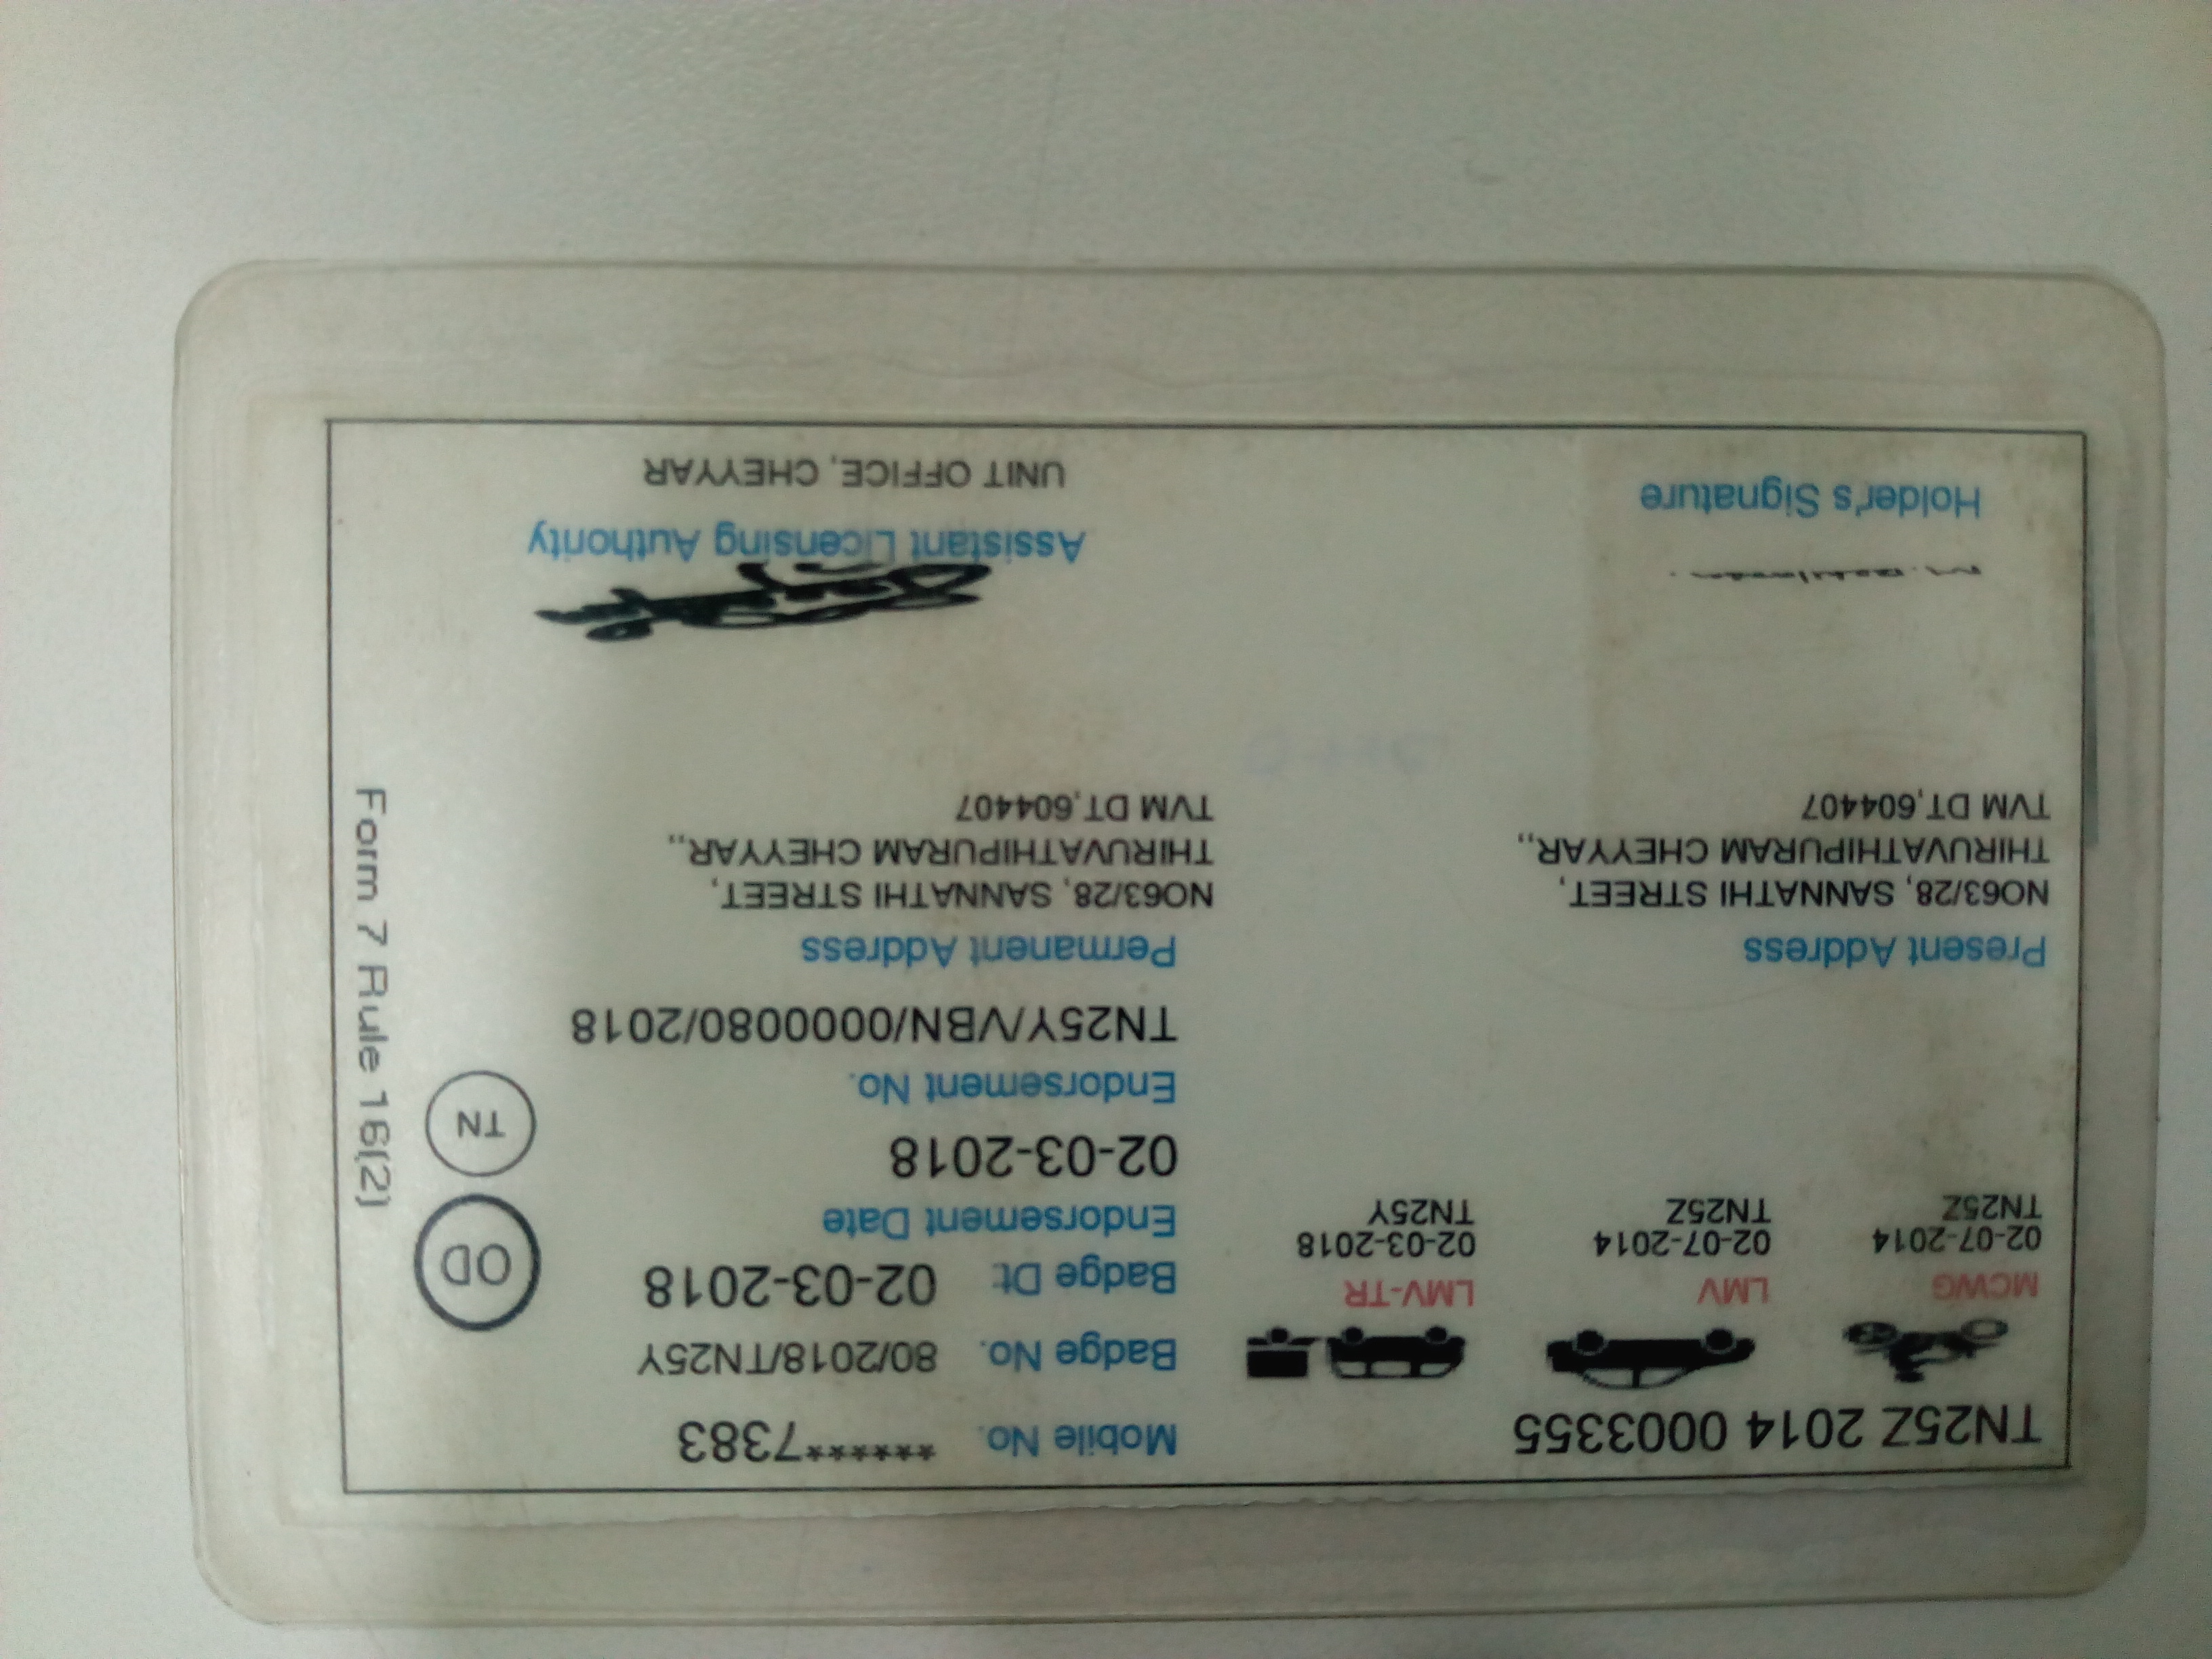 TN25Z 2014 0003355
MCWG
02-07-2014
TN25Z
LMV
02-07-2014
TN25Z
LMV-TR
02-03-2018
TN25Y
Mobile No. ******7383
Badge No. 80/2018/TN25Y
Badge Dt. 02-03-2018
Endorsement Date
02-03-2018
Endorsement No.
TN25Y/VBN/0000080/2018
OD
TN
Form 7 Rule 16(2)
Present Address
NO63/28, SANNATHI STREET,
THIRUVATHIPURAM CHEYYAR,,
TVM DT,604407
Permanent Address
NO63/28, SANNATHI STREET,
THIRUVATHIPURAM CHEYYAR,,
TVM DT,604407
Holder's Signature
Assistant Licensing Authority
UNIT OFFICE, CHEYYAR